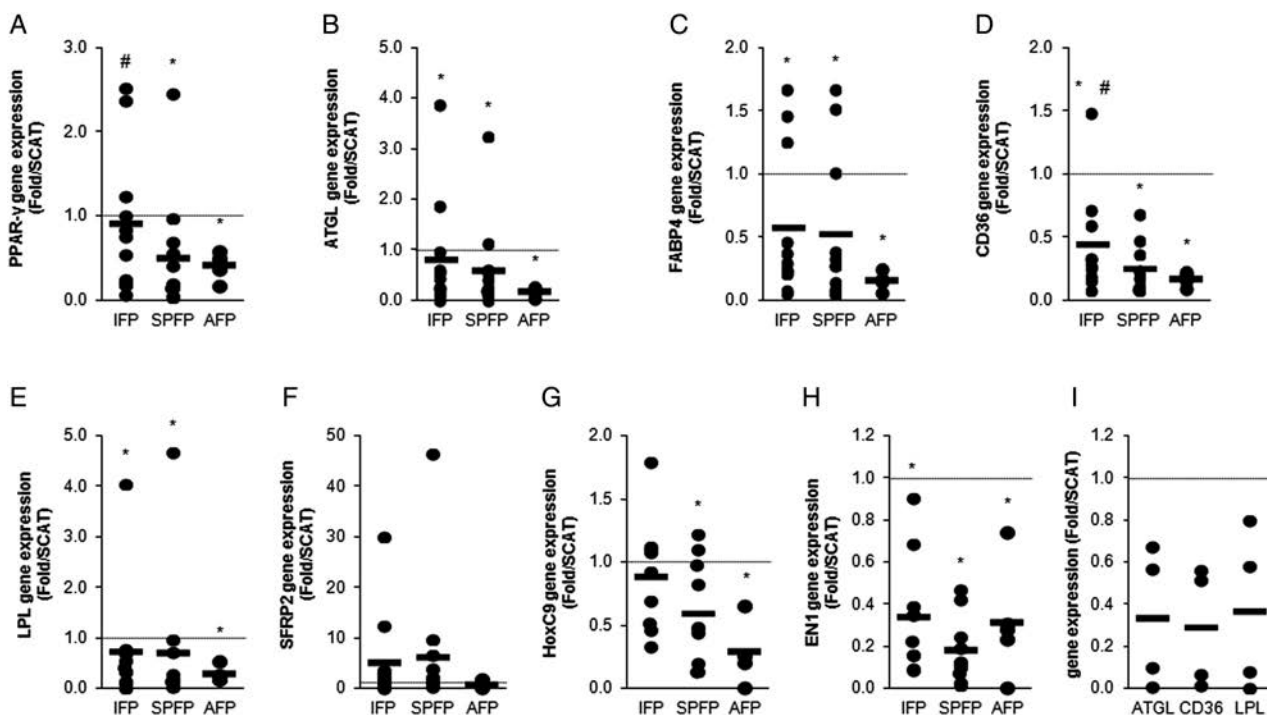 A
PPAR-γ gene expression
(Fold/SCAT)
3.0
2.0
1.0
0.0
#
*
*
IFP SPFP AFP
B
ATGL gene expression
(Fold/SCAT)
5.0
4.0
3.0
2.0
1.0
0.0
*
*
*
IFP SPFP AFP
C
FABP4 gene expression
(Fold/SCAT)
2.0
1.5
1.0
0.5
0.0
*
*
*
IFP SPFP AFP
D
CD36 gene expression
(Fold/SCAT)
2.0
1.5
1.0
0.5
0.0
* #
*
*
IFP SPFP AFP
E
LPL gene expression
(Fold/SCAT)
5.0
4.0
3.0
2.0
1.0
0.0
*
*
*
IFP SPFP AFP
F
SFRP2 gene expression
(Fold/SCAT)
50
40
30
20
10
0
IFP SPFP AFP
G
HoxC9 gene expression
(Fold/SCAT)
2.0
1.5
1.0
0.5
0.0
*
*
IFP SPFP AFP
H
EN1 gene expression
(Fold/SCAT)
1.2
1.0
0.8
0.6
0.4
0.2
0.0
*
*
*
IFP SPFP AFP
I
gene expression (Fold/SCAT)
1.2
1.0
0.8
0.6
0.4
0.2
0.0
ATGL CD36 LPL